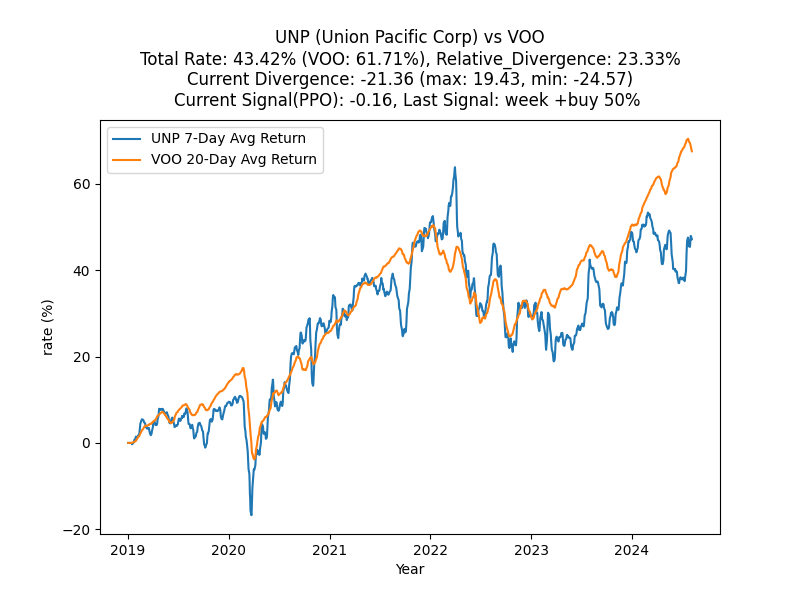 UNP (Union Pacific Corp) vs VOO
Total Rate: 43.42% (VOO: 61.71%), Relative_Divergence: 23.33%
Current Divergence: -21.36 (max: 19.43, min: -24.57)
Current Signal(PPO): -0.16, Last Signal: week +buy 50%
UNP 7-Day Avg Return
VOO 20-Day Avg Return
60
40
20
0
−20
rate (%)
2019 2020 2021 2022 2023 2024
Year